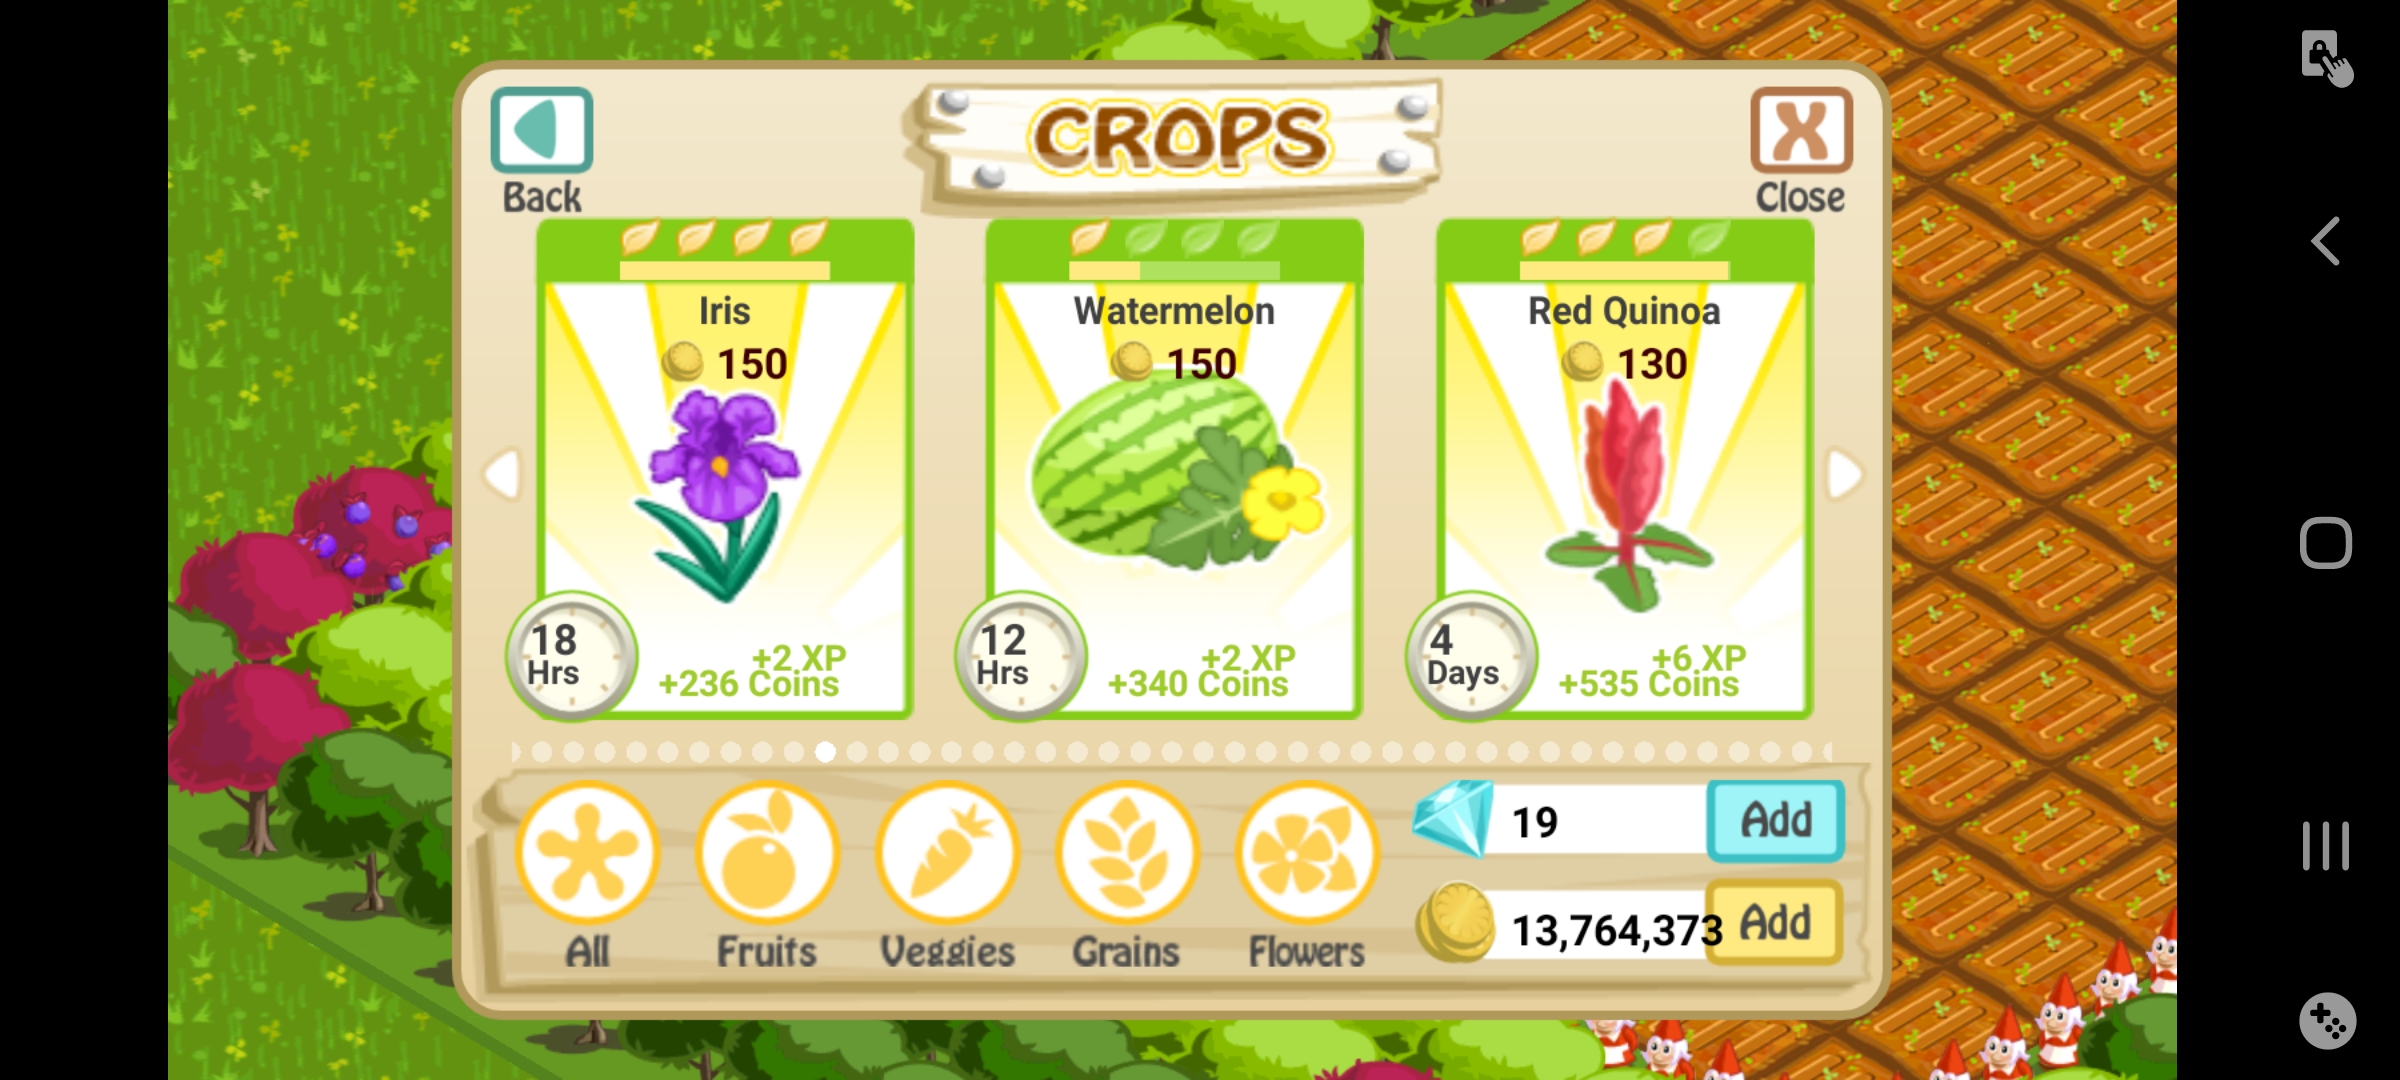 CROPS
Back
Close
Iris
150
18
Hrs
+2 XP
+236 Coins
Watermelon
150
12
Hrs
+2 XP
+340 Coins
Red Quinoa
130
4
Days
+6 XP
+535 Coins
All
Fruits
Veggies
Grains
Flowers
19
Add
13,764,373
Add